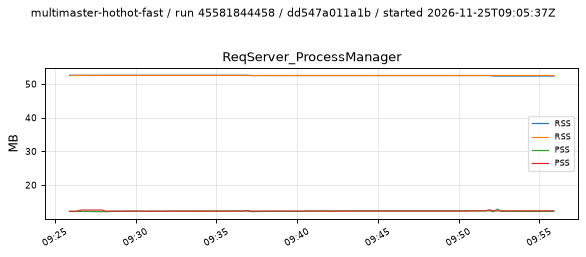 multimaster-hothot-fast / run 45581844458 / dd547a011a1b / started 2026-11-25T09:05:37Z
ReqServer_ProcessManager
MB
50
40
30
20
RSS
RSS
PSS
PSS
09:25
09:30
09:35
09:40
09:45
09:50
09:55